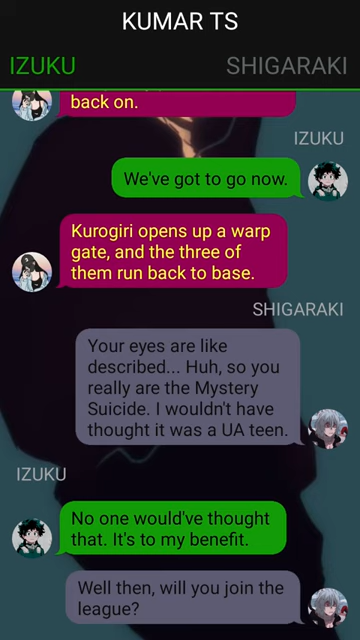 KUMAR TS
IZUKU SHIGARAKI
back on.
IZUKU
We've got to go now.
Kurogiri opens up a warp
gate, and the three of
them run back to base.
SHIGARAKI
Your eyes are like
described... Huh, so you
really are the Mystery
Suicide. I wouldn't have
thought it was a UA teen.
IZUKU
No one would've thought
that. It's to my benefit.
Well then, will you join the
league?